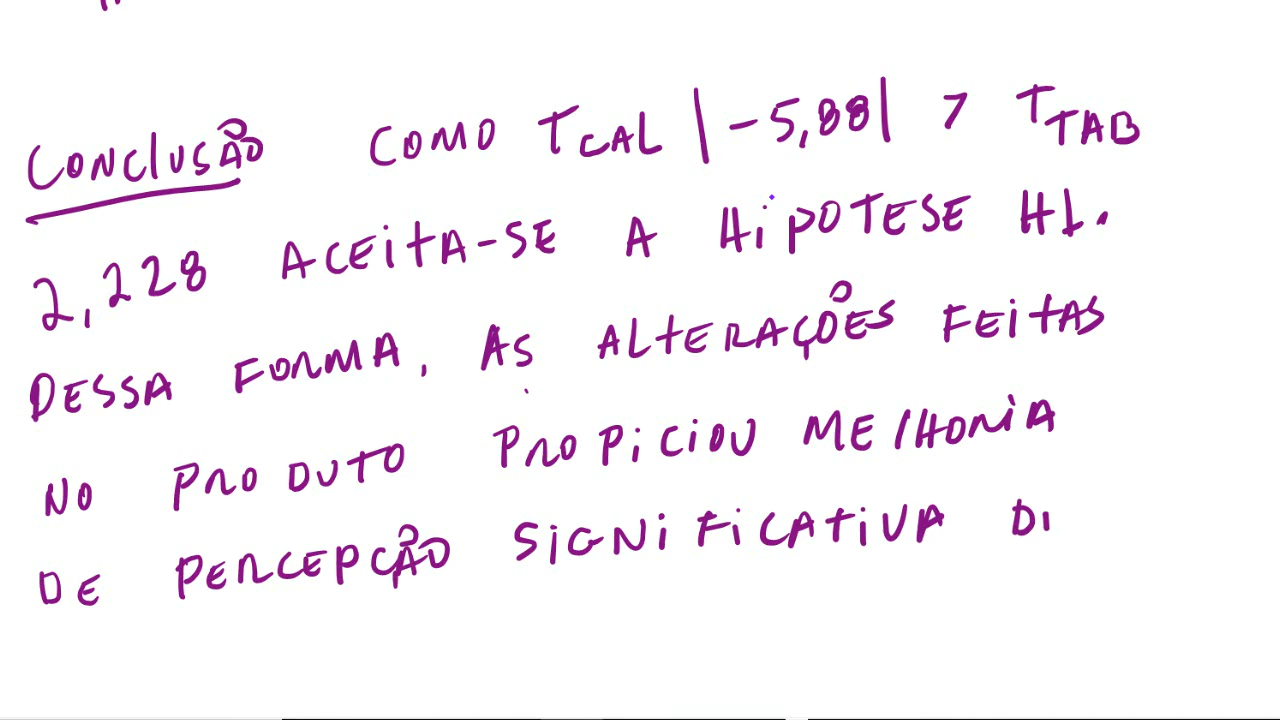 CONCLUSÃO COMO TCAL |-5,88| > TTAB
2,228 ACEITA-SE A HIPOTESE H1.
DESSA FORMA, AS ALTERAÇÕES FEITAS
NO PRODUTO PROPICIOU MELHORIA
DE PERCEPÇÃO SIGNIFICATIVA DI